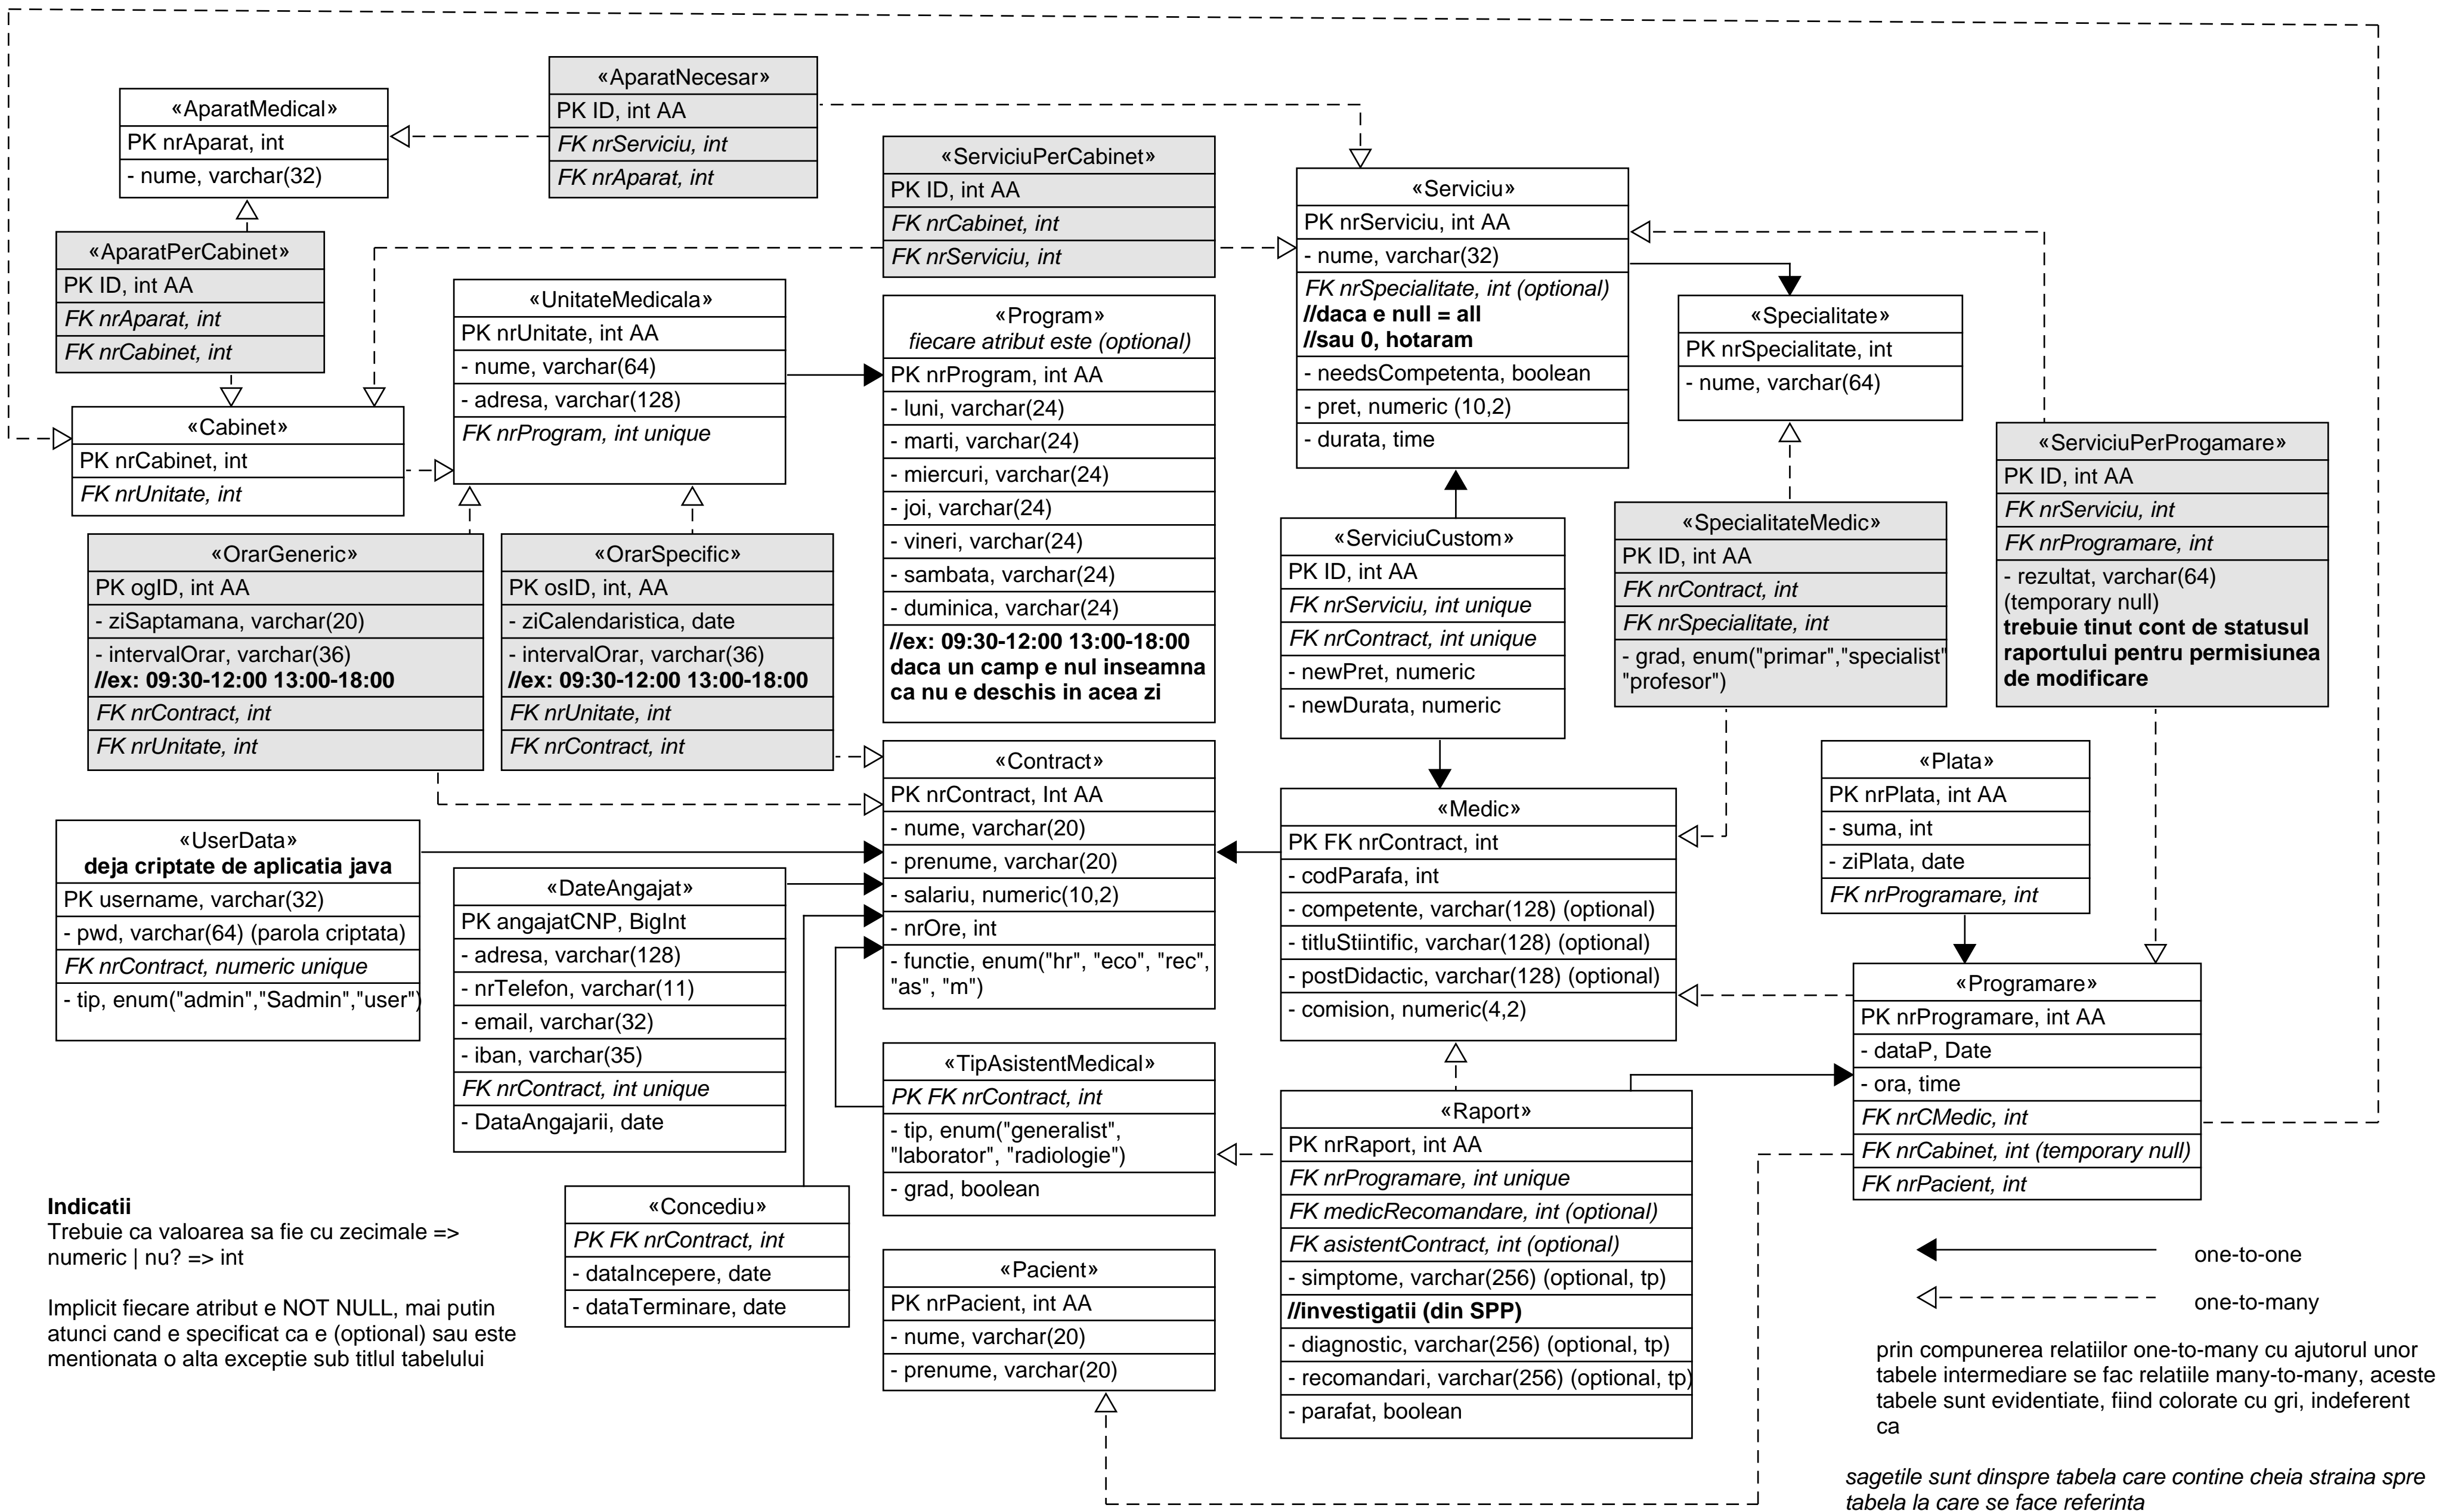 «AparatMedical»
PK nrAparat, int
- nume, varchar(32)
«AparatNecesar»
PK ID, int AA
FK nrServiciu, int
FK nrAparat, int
«ServiciuPerCabinet»
PK ID, int AA
FK nrCabinet, int
FK nrServiciu, int
«Serviciu»
PK nrServiciu, int AA
- nume, varchar(32)
FK nrSpecialitate, int (optional)
//daca e null = all
//sau 0, hotaram
- needsCompetenta, boolean
- pret, numeric (10,2)
- durata, time
«AparatPerCabinet»
PK ID, int AA
FK nrAparat, int
FK nrCabinet, int
«UnitateMedicala»
PK nrUnitate, int AA
- nume, varchar(64)
- adresa, varchar(128)
FK nrProgram, int unique
«Program»
fiecare atribut este (optional)
PK nrProgram, int AA
- luni, varchar(24)
- marti, varchar(24)
- miercuri, varchar(24)
- joi, varchar(24)
- vineri, varchar(24)
- sambata, varchar(24)
- duminica, varchar(24)
//ex: 09:30-12:00 13:00-18:00
daca un camp e nul inseamna
ca nu e deschis in acea zi
«Specialitate»
PK nrSpecialitate, int
- nume, varchar(64)
«Cabinet»
PK nrCabinet, int
FK nrUnitate, int
«ServiciuPerProgamare»
PK ID, int AA
FK nrServiciu, int
FK nrProgramare, int
- rezultat, varchar(64)
(temporary null)
trebuie tinut cont de statusul
raportului pentru permisiunea
de modificare
«OrarGeneric»
PK ogID, int AA
- ziSaptamana, varchar(20)
- intervalOrar, varchar(36)
//ex: 09:30-12:00 13:00-18:00
FK nrContract, int
FK nrUnitate, int
«OrarSpecific»
PK osID, int, AA
- ziCalendaristica, date
- intervalOrar, varchar(36)
//ex: 09:30-12:00 13:00-18:00
FK nrUnitate, int
FK nrContract, int
«ServiciuCustom»
PK ID, int AA
FK nrServiciu, int unique
FK nrContract, int unique
- newPret, numeric
- newDurata, numeric
«SpecialitateMedic»
PK ID, int AA
FK nrContract, int
FK nrSpecialitate, int
- grad, enum("primar","specialist"
"profesor")
«Contract»
PK nrContract, Int AA
- nume, varchar(20)
- prenume, varchar(20)
- salariu, numeric(10,2)
- nrOre, int
- functie, enum("hr", "eco", "rec",
"as", "m")
«Plata»
PK nrPlata, int AA
- suma, int
- ziPlata, date
FK nrProgramare, int
«Medic»
PK FK nrContract, int
- codParafa, int
- competente, varchar(128) (optional)
- titluStiintific, varchar(128) (optional)
- postDidactic, varchar(128) (optional)
- comision, numeric(4,2)
«UserData»
deja criptate de aplicatia java
PK username, varchar(32)
- pwd, varchar(64) (parola criptata)
FK nrContract, numeric unique
- tip, enum("admin","Sadmin","user")
«DateAngajat»
PK angajatCNP, BigInt
- adresa, varchar(128)
- nrTelefon, varchar(11)
- email, varchar(32)
- iban, varchar(35)
FK nrContract, int unique
- DataAngajarii, date
«Programare»
PK nrProgramare, int AA
- dataP, Date
- ora, time
FK nrCMedic, int
FK nrCabinet, int (temporary null)
FK nrPacient, int
«TipAsistentMedical»
PK FK nrContract, int
- tip, enum("generalist",
"laborator", "radiologie")
- grad, boolean
«Raport»
PK nrRaport, int AA
FK nrProgramare, int unique
FK medicRecomandare, int (optional)
FK asistentContract, int (optional)
- simptome, varchar(256) (optional, tp)
//investigatii (din SPP)
- diagnostic, varchar(256) (optional, tp)
- recomandari, varchar(256) (optional, tp)
- parafat, boolean
«Concediu»
PK FK nrContract, int
- dataIncepere, date
- dataTerminare, date
«Pacient»
PK nrPacient, int AA
- nume, varchar(20)
- prenume, varchar(20)
Indicatii
Trebuie ca valoarea sa fie cu zecimale =>
numeric | nu? => int
Implicit fiecare atribut e NOT NULL, mai putin
atunci cand e specificat ca e (optional) sau este
mentionata o alta exceptie sub titlul tabelului
one-to-one
one-to-many
prin compunerea relatiilor one-to-many cu ajutorul unor
tabele intermediare se fac relatiile many-to-many, aceste
tabele sunt evidentiate, fiind colorate cu gri, indeferent
ca
sagetile sunt dinspre tabela care contine cheia straina spre
tabela la care se face referinta